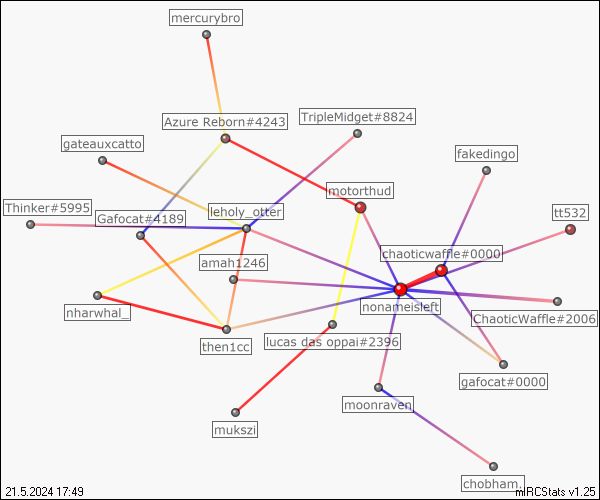 mercurybro
Azure Reborn#4243
TripleMidget#8824
gateauxcatto
fakedingo
motorthud
Thinker#5995
Gafocat#4189
leholy_otter
tt532
chaoticwaffle#0000
amah1246
nharwhal_
nonameisleft
ChaoticWaffle#2006
then1cc
lucas das oppai#2396
gafocat#0000
moonraven
mukszi
chobham.
21.5.2024 17:49
mIRCStats v1.25